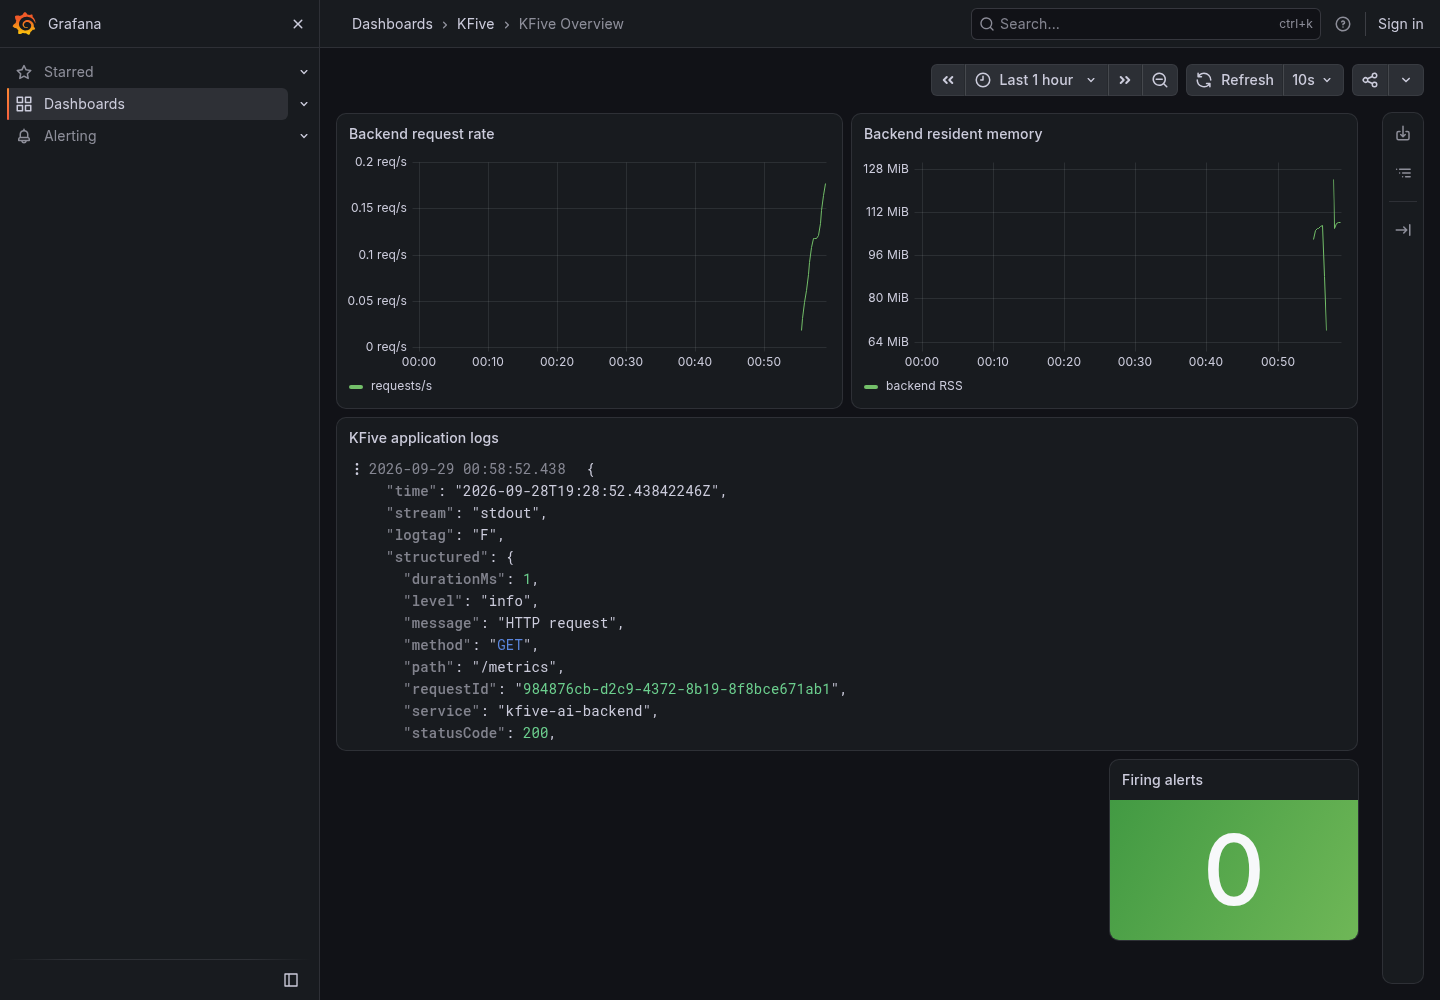 Grafana
Dashboards › KFive › KFive Overview
Search... ctrl+k
Sign in
Starred
Dashboards
Alerting
Last 1 hour
Refresh 10s
Backend request rate
0.2 req/s
0.15 req/s
0.1 req/s
0.05 req/s
0 req/s
00:00 00:10 00:20 00:30 00:40 00:50
requests/s
Backend resident memory
128 MiB
112 MiB
96 MiB
80 MiB
64 MiB
00:00 00:10 00:20 00:30 00:40 00:50
backend RSS
KFive application logs
2026-09-29 00:58:52.438 {
"time": "2026-09-28T19:28:52.43842246Z",
"stream": "stdout",
"logtag": "F",
"structured": {
"durationMs": 1,
"level": "info",
"message": "HTTP request",
"method": "GET",
"path": "/metrics",
"requestId": "984876cb-d2c9-4372-8b19-8f8bce671ab1",
"service": "kfive-ai-backend",
"statusCode": 200,
Firing alerts
0